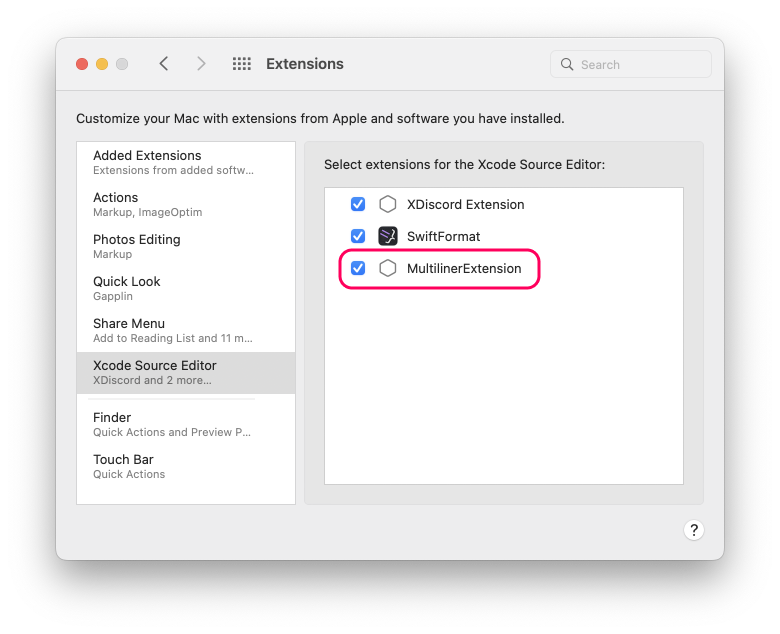 Extensions
Search
Customize your Mac with extensions from Apple and software you have installed.
Added Extensions
Extensions from added softw...
Actions
Markup, ImageOptim
Photos Editing
Markup
Quick Look
Gapplin
Share Menu
Add to Reading List and 11 m...
Xcode Source Editor
XDiscord and 2 more...
Finder
Quick Actions and Preview P...
Touch Bar
Quick Actions
Select extensions for the Xcode Source Editor:
XDiscord Extension
SwiftFormat
MultilinerExtension
?